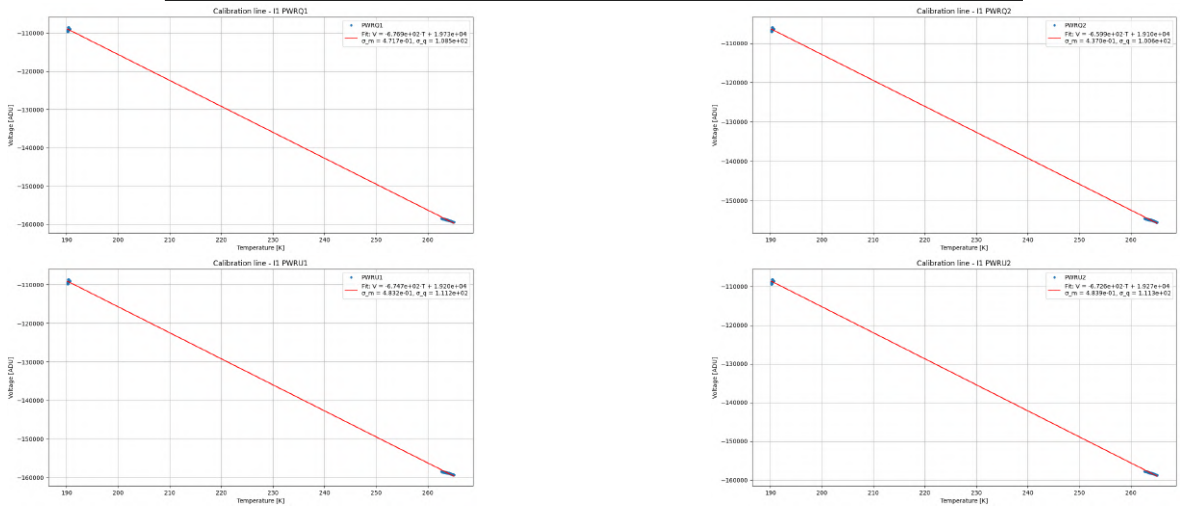 Calibration line - I1 PWRQ1
PWRQ1
Fit: V = -6.769e+02·T + 1.973e+04
σ_m = 4.717e-01, σ_q = 1.085e+02
Voltage [ADU]
−110000
−120000
−130000
−140000
−150000
−160000
190 200 210 220 230 240 250 260
Temperature [K]
Calibration line - I1 PWRQ2
PWRQ2
Fit: V = -6.599e+02·T + 1.910e+04
σ_m = 4.370e-01, σ_q = 1.006e+02
Voltage [ADU]
−110000
−120000
−130000
−140000
−150000
190 200 210 220 230 240 250 260
Temperature [K]
Calibration line - I1 PWRU1
PWRU1
Fit: V = -6.747e+02·T + 1.920e+04
σ_m = 4.832e-01, σ_q = 1.112e+02
Voltage [ADU]
−110000
−120000
−130000
−140000
−150000
−160000
190 200 210 220 230 240 250 260
Temperature [K]
Calibration line - I1 PWRU2
PWRU2
Fit: V = -6.726e+02·T + 1.927e+04
σ_m = 4.839e-01, σ_q = 1.113e+02
Voltage [ADU]
−110000
−120000
−130000
−140000
−150000
−160000
190 200 210 220 230 240 250 260
Temperature [K]